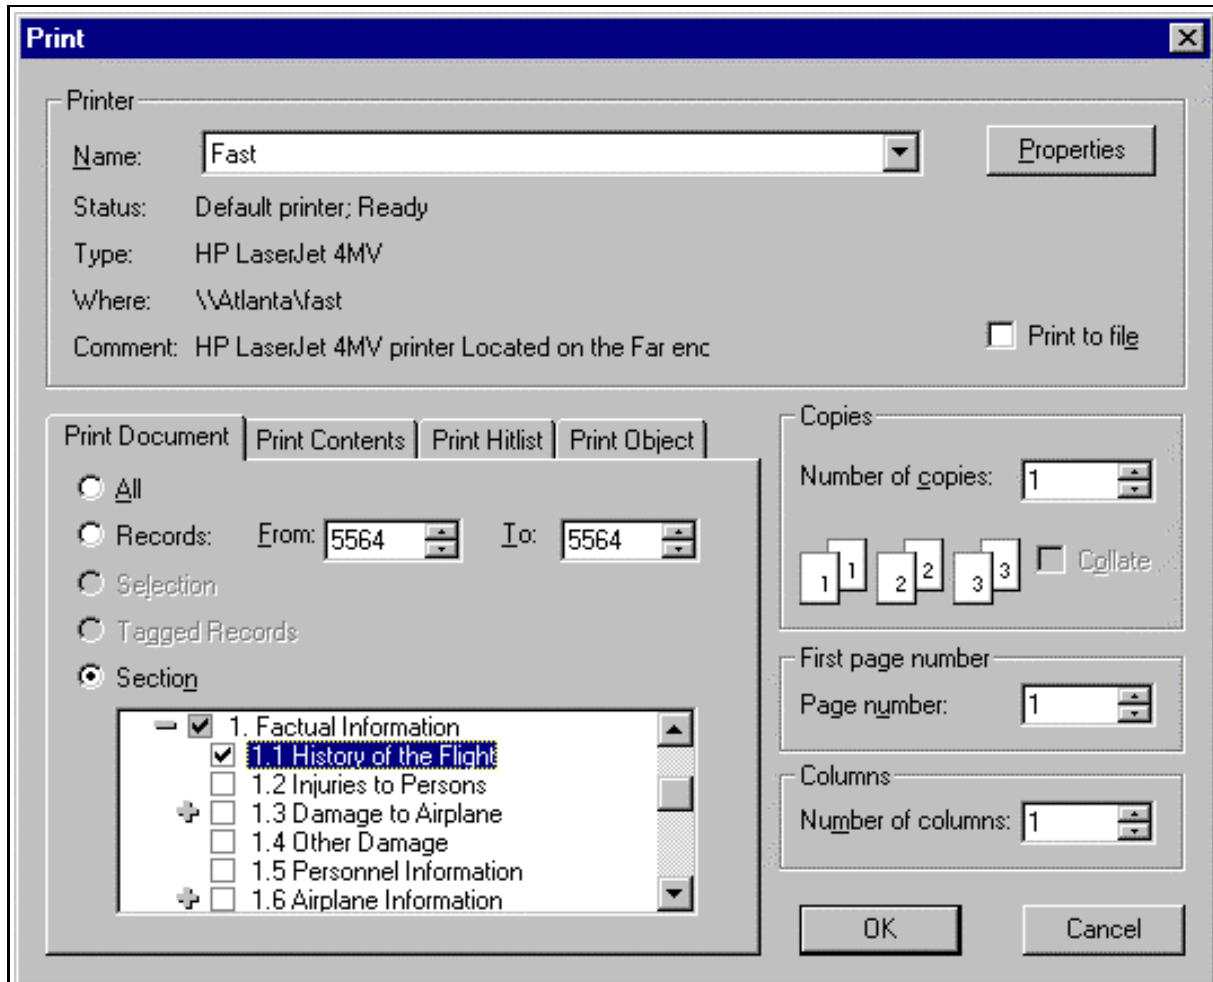 Print
Printer
Name: Fast Properties
Status: Default printer; Ready
Type: HP LaserJet 4MV
Where: \\Atlanta\fast
Comment: HP LaserJet 4MV printer Located on the Far enc
Print to file
Print Document Print Contents Print Hitlist Print Object
All
Records: From: 5564 To: 5564
Selection
Tagged Records
Section
1. Factual Information
1.1 History of the Flight
1.2 Injuries to Persons
1.3 Damage to Airplane
1.4 Other Damage
1.5 Personnel Information
1.6 Airplane Information
Copies
Number of copies: 1
1 1 2 2 3 3 Collate
First page number
Page number: 1
Columns
Number of columns: 1
OK Cancel